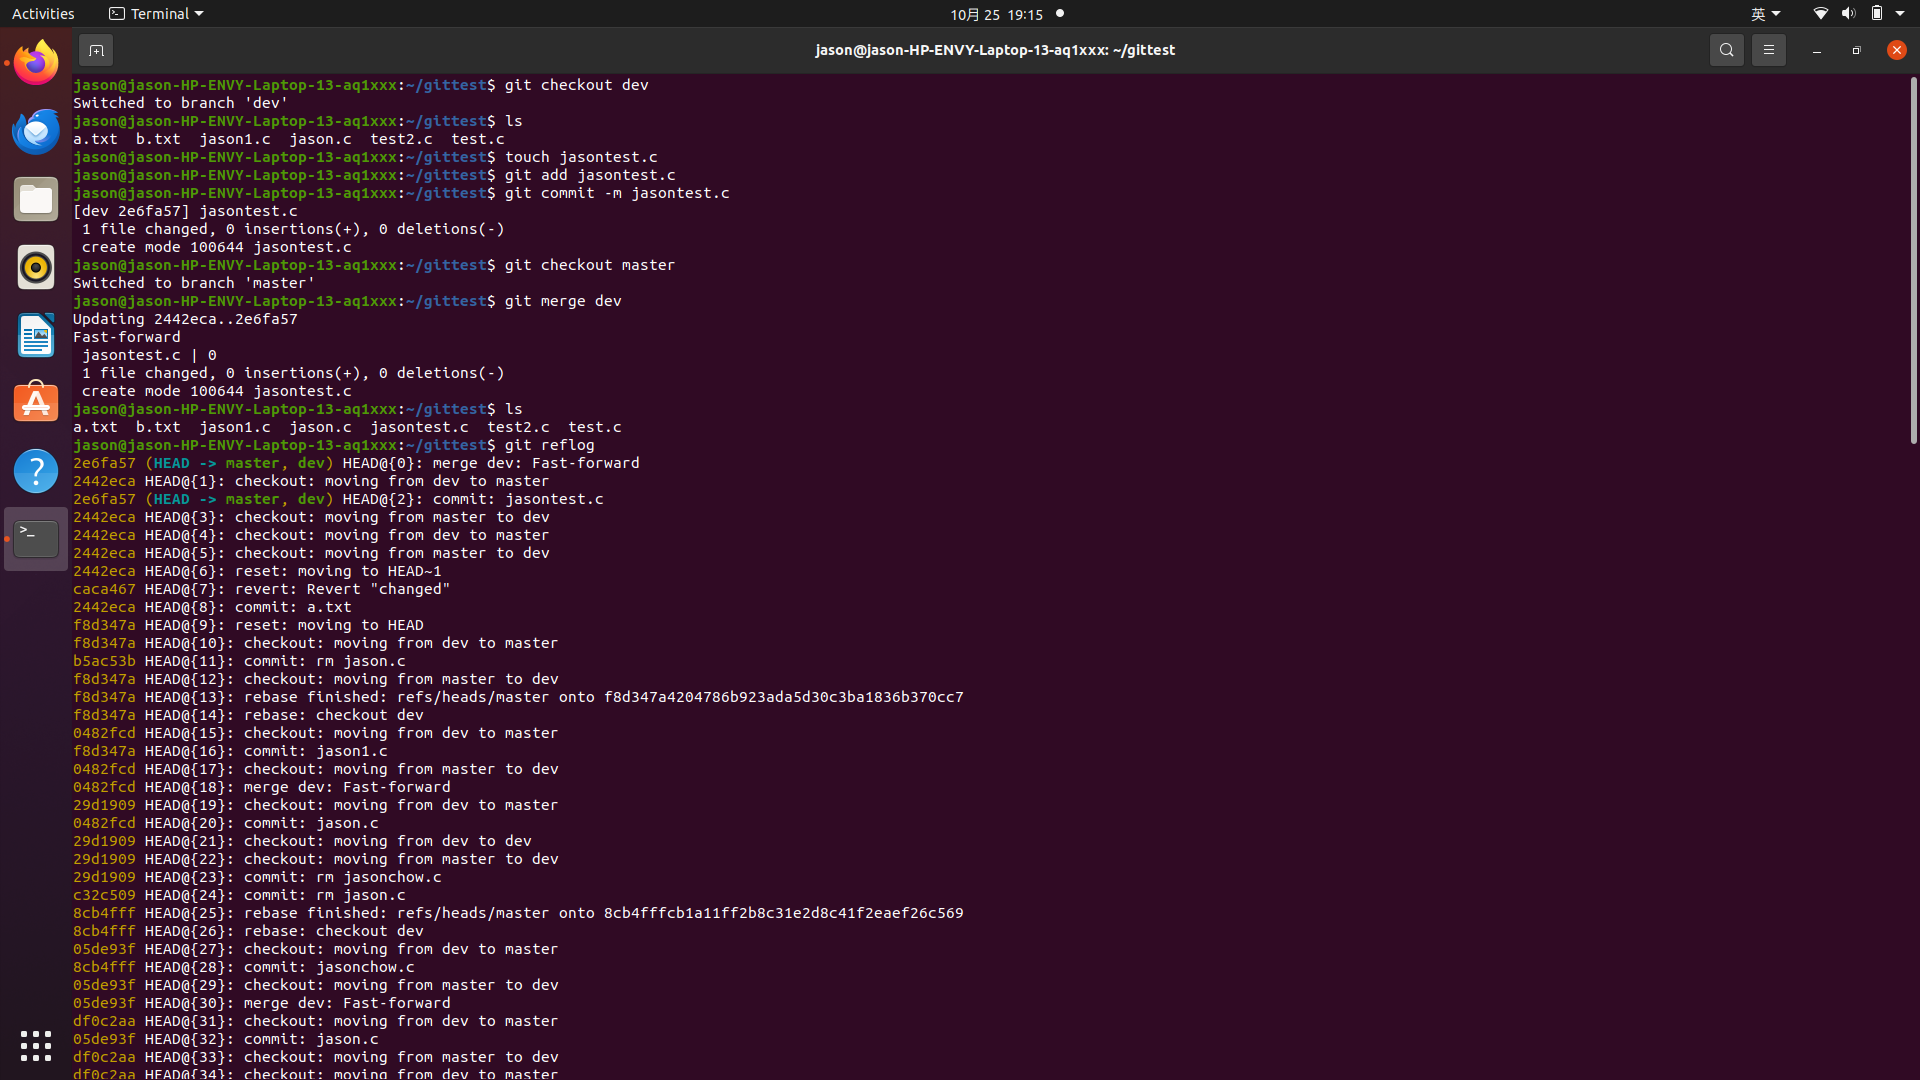 Activities
Terminal
10月 25 19:15
英
jason@jason-HP-ENVY-Laptop-13-aq1xxx: ~/gittest
jason@jason-HP-ENVY-Laptop-13-aq1xxx:~/gittest$ git checkout dev
Switched to branch 'dev'
jason@jason-HP-ENVY-Laptop-13-aq1xxx:~/gittest$ ls
a.txt  b.txt  jason1.c  jason.c  test2.c  test.c
jason@jason-HP-ENVY-Laptop-13-aq1xxx:~/gittest$ touch jasontest.c
jason@jason-HP-ENVY-Laptop-13-aq1xxx:~/gittest$ git add jasontest.c
jason@jason-HP-ENVY-Laptop-13-aq1xxx:~/gittest$ git commit -m jasontest.c
[dev 2e6fa57] jasontest.c
 1 file changed, 0 insertions(+), 0 deletions(-)
 create mode 100644 jasontest.c
jason@jason-HP-ENVY-Laptop-13-aq1xxx:~/gittest$ git checkout master
Switched to branch 'master'
jason@jason-HP-ENVY-Laptop-13-aq1xxx:~/gittest$ git merge dev
Updating 2442eca..2e6fa57
Fast-forward
 jasontest.c | 0
 1 file changed, 0 insertions(+), 0 deletions(-)
 create mode 100644 jasontest.c
jason@jason-HP-ENVY-Laptop-13-aq1xxx:~/gittest$ ls
a.txt  b.txt  jason1.c  jason.c  jasontest.c  test2.c  test.c
jason@jason-HP-ENVY-Laptop-13-aq1xxx:~/gittest$ git reflog
2e6fa57 (HEAD -> master, dev) HEAD@{0}: merge dev: Fast-forward
2442eca HEAD@{1}: checkout: moving from dev to master
2e6fa57 (HEAD -> master, dev) HEAD@{2}: commit: jasontest.c
2442eca HEAD@{3}: checkout: moving from master to dev
2442eca HEAD@{4}: checkout: moving from dev to master
2442eca HEAD@{5}: checkout: moving from master to dev
2442eca HEAD@{6}: reset: moving to HEAD~1
caca467 HEAD@{7}: revert: Revert "changed"
2442eca HEAD@{8}: commit: a.txt
f8d347a HEAD@{9}: reset: moving to HEAD
f8d347a HEAD@{10}: checkout: moving from dev to master
b5ac53b HEAD@{11}: commit: rm jason.c
f8d347a HEAD@{12}: checkout: moving from master to dev
f8d347a HEAD@{13}: rebase finished: refs/heads/master onto f8d347a4204786b923ada5d30c3ba1836b370cc7
f8d347a HEAD@{14}: rebase: checkout dev
0482fcd HEAD@{15}: checkout: moving from dev to master
f8d347a HEAD@{16}: commit: jason1.c
0482fcd HEAD@{17}: checkout: moving from master to dev
0482fcd HEAD@{18}: merge dev: Fast-forward
29d1909 HEAD@{19}: checkout: moving from dev to master
0482fcd HEAD@{20}: commit: jason.c
29d1909 HEAD@{21}: checkout: moving from dev to dev
29d1909 HEAD@{22}: checkout: moving from master to dev
29d1909 HEAD@{23}: commit: rm jasonchow.c
c32c509 HEAD@{24}: commit: rm jason.c
8cb4fff HEAD@{25}: rebase finished: refs/heads/master onto 8cb4fffcb1a11ff2b8c31e2d8c41f2eaef26c569
8cb4fff HEAD@{26}: rebase: checkout dev
05de93f HEAD@{27}: checkout: moving from dev to master
8cb4fff HEAD@{28}: commit: jasonchow.c
05de93f HEAD@{29}: checkout: moving from master to dev
05de93f HEAD@{30}: merge dev: Fast-forward
df0c2aa HEAD@{31}: checkout: moving from dev to master
05de93f HEAD@{32}: commit: jason.c
df0c2aa HEAD@{33}: checkout: moving from master to dev
df0c2aa HEAD@{34}: checkout: moving from dev to master